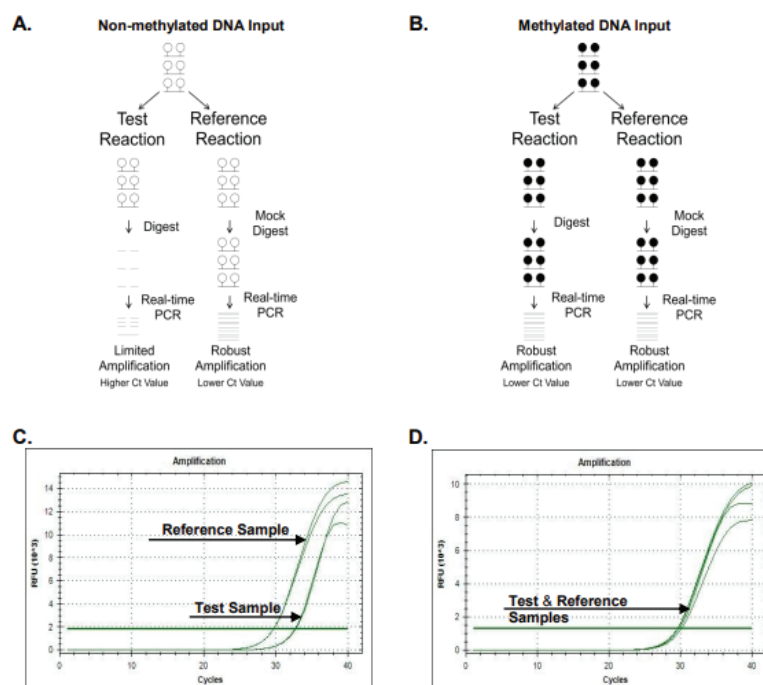 A.
Non-methylated DNA Input
Test
Reaction
Reference
Reaction
Digest
Mock
Digest
Real-time
PCR
Real-time
PCR
Limited
Amplification
Higher Ct Value
Robust
Amplification
Lower Ct Value
B.
Methylated DNA Input
Test
Reaction
Reference
Reaction
Digest
Mock
Digest
Real-time
PCR
Real-time
PCR
Robust
Amplification
Lower Ct Value
Robust
Amplification
Lower Ct Value
C.
Amplification
RFU (10^3)
14
12
10
8
6
4
2
0
Reference Sample
Test Sample
0
10
20
30
40
Cycles
D.
Amplification
RFU (10^3)
10
8
6
4
2
0
Test & Reference
Samples
0
10
20
30
40
Cycles